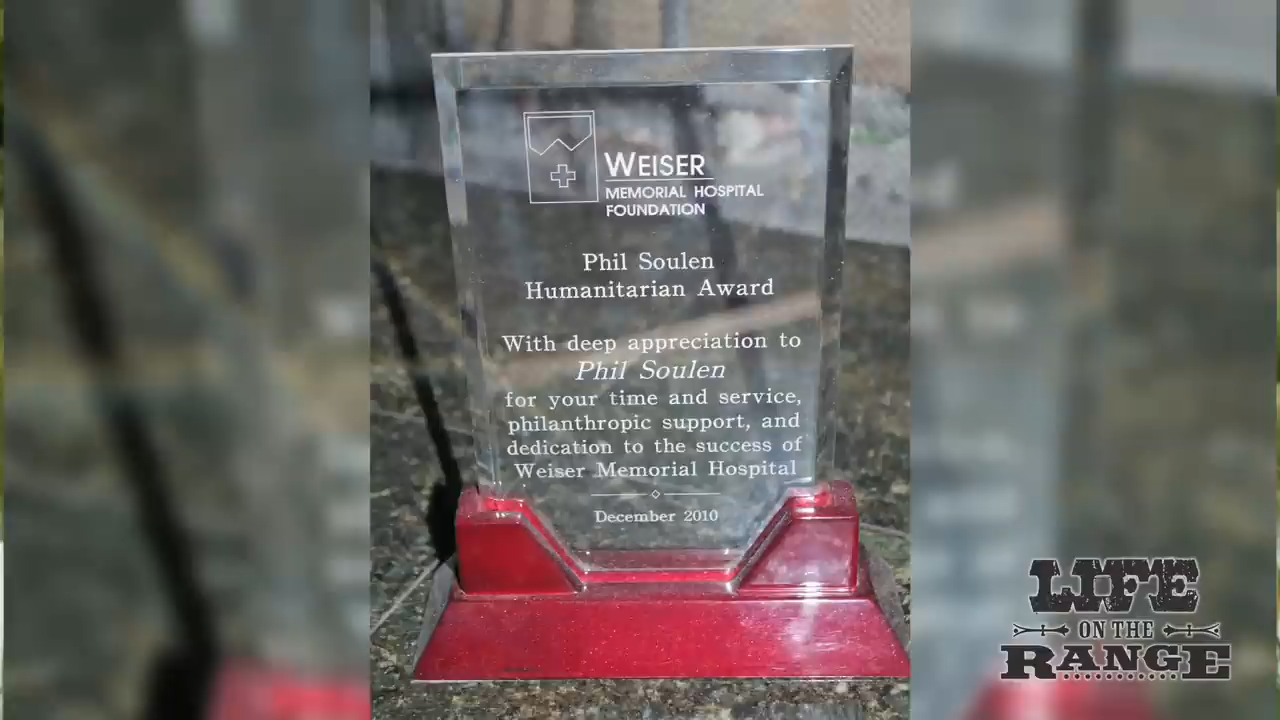 WEISER
MEMORIAL HOSPITAL
FOUNDATION
Phil Soulen
Humanitarian Award
With deep appreciation to
Phil Soulen
for your time and service,
philanthropic support, and
dedication to the success of
Weiser Memorial Hospital
December 2010
LIFE
ON THE
RANGE